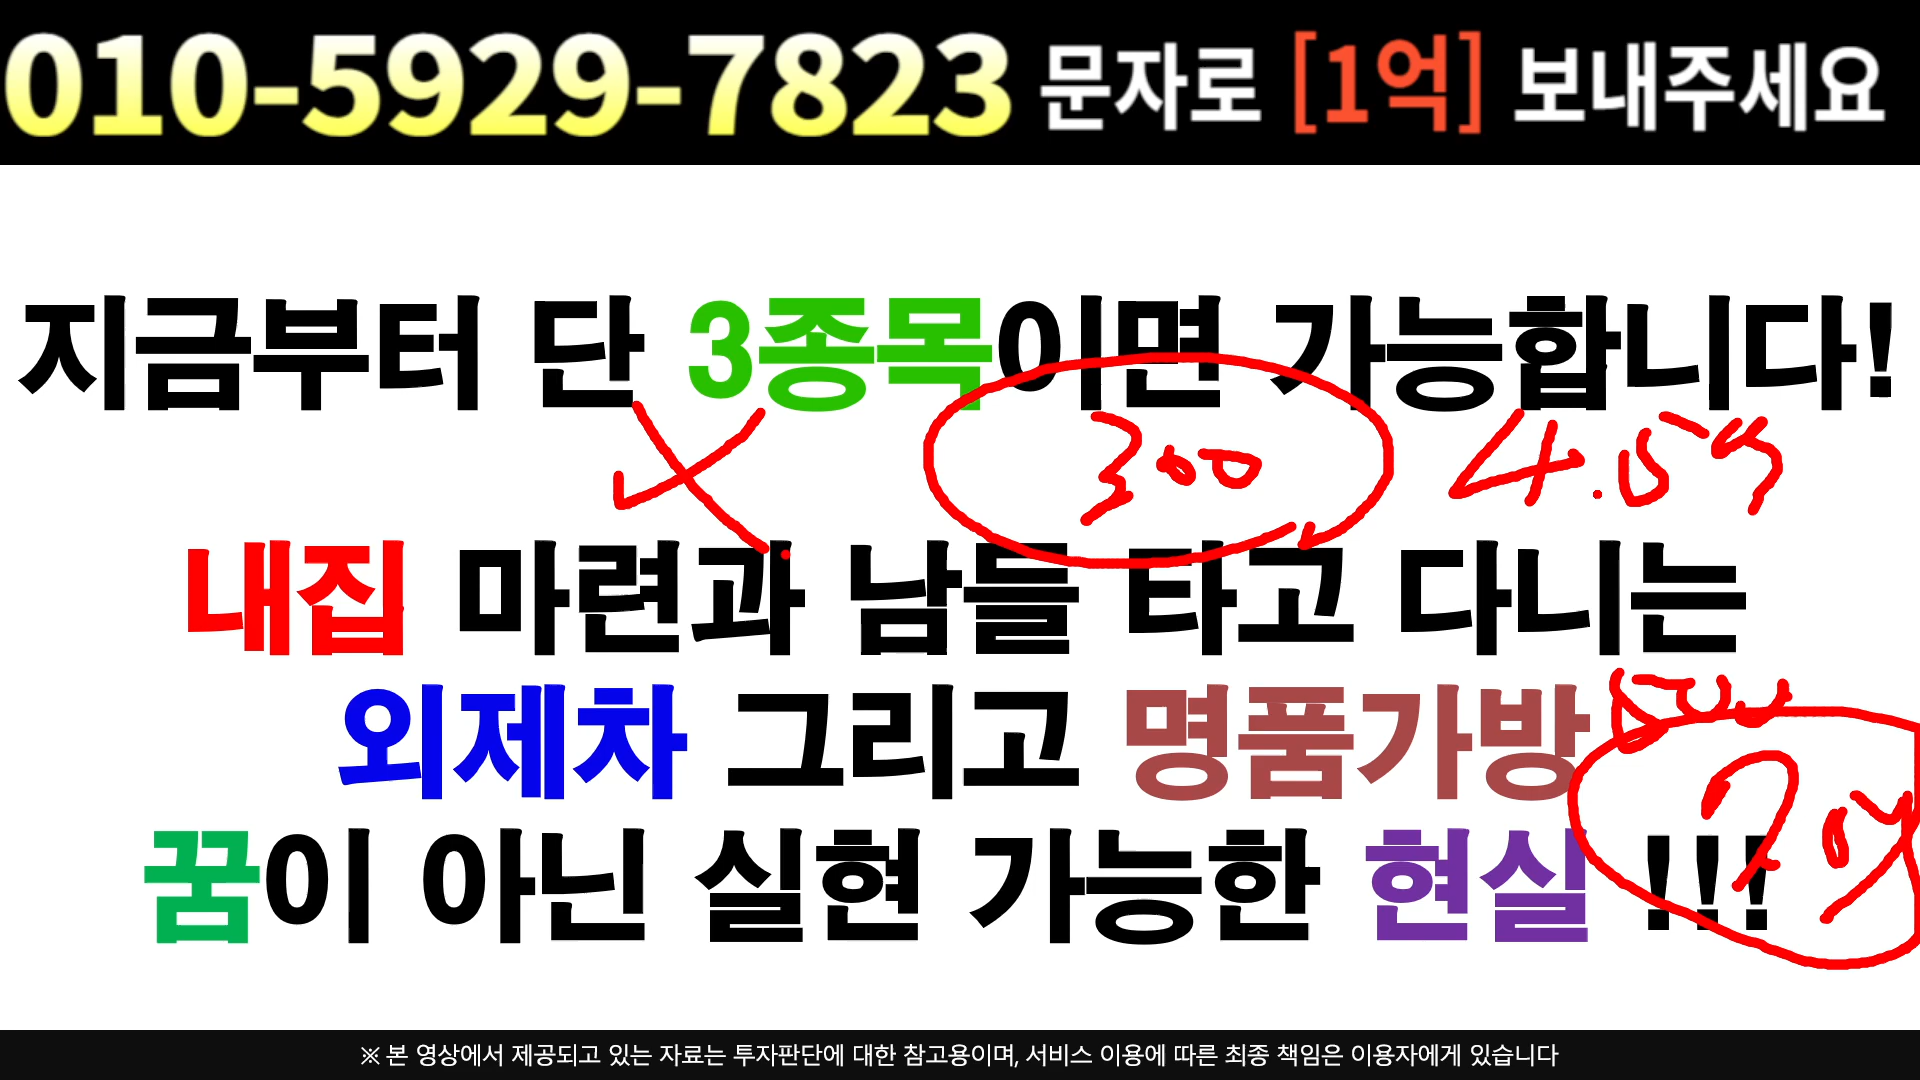 010-5929-7823 문자로 [1억] 보내주세요
지금부터 단 3종목이면 가능합니다!
300 4.5억
내집 마련과 남들 타고 다니는
외제차 그리고 명품가방
꿈이 아닌 실현 가능한 현실 !!!
※ 본 영상에서 제공되고 있는 자료는 투자판단에 대한 참고용이며, 서비스 이용에 따른 최종 책임은 이용자에게 있습니다